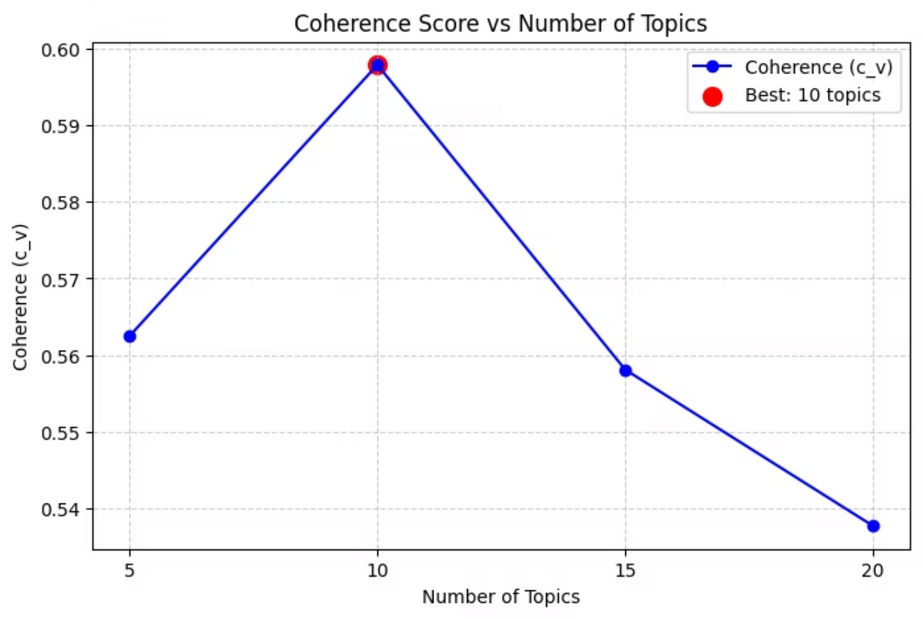 Coherence Score vs Number of Topics
Coherence (c_v)
Best: 10 topics
0.60
0.59
0.58
0.57
0.56
0.55
0.54
Coherence (c_v)
5 10 15 20
Number of Topics